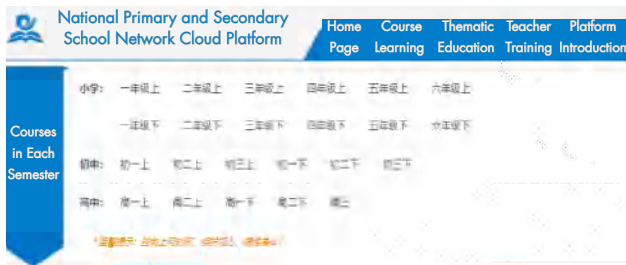 National Primary and Secondary
School Network Cloud Platform
Home Page
Course Learning
Thematic Education
Teacher Training
Platform Introduction
Courses
in Each
Semester
小学: 一年级上 二年级上 三年级上 四年级上 五年级上 六年级上
一年级下 二年级下 三年级下 四年级下 五年级下 六年级下
初中: 初一上 初二上 初三上 初一下 初二下 初三下
高中: 高一上 高二上 高一下 高二下 高三